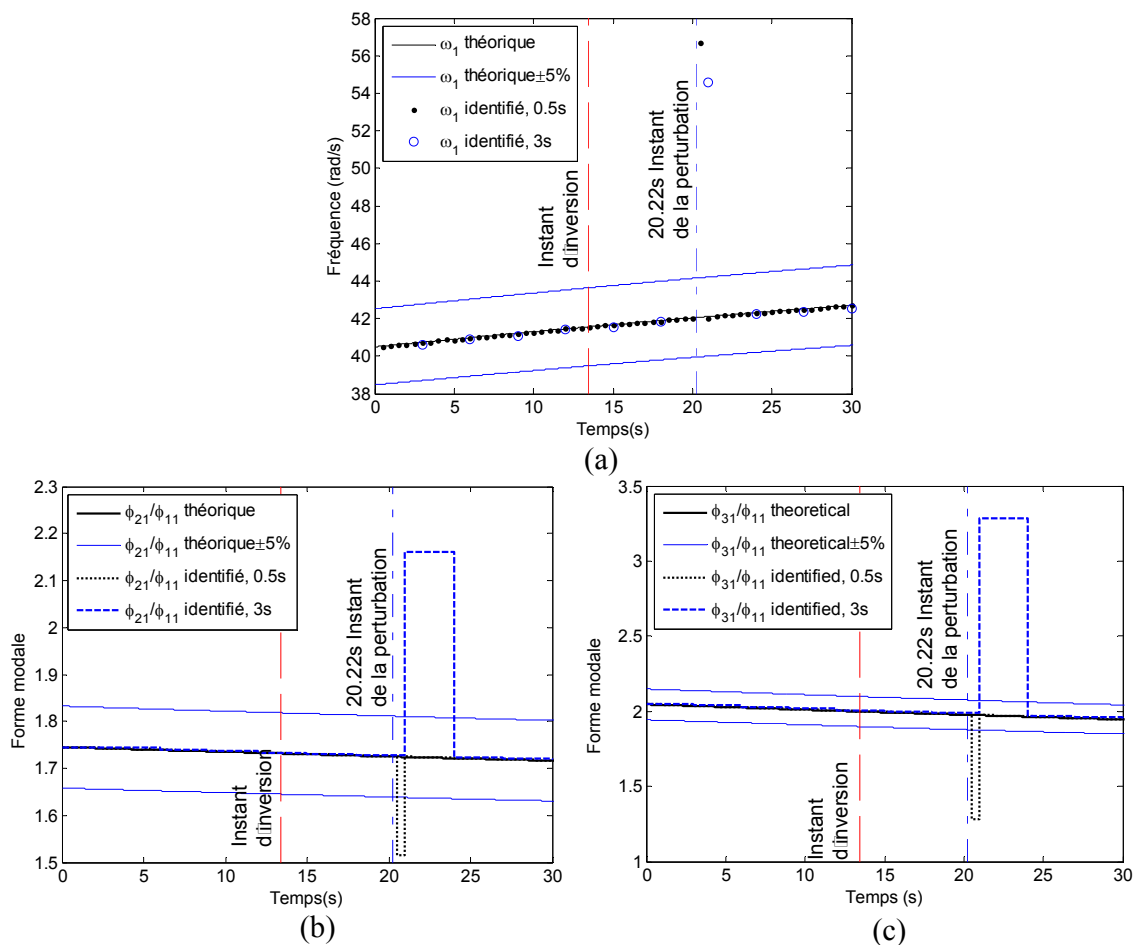 58
56
54
52
50
48
46
44
42
40
38
Fréquence (rad/s)
ω1 théorique
ω1 théorique±5%
ω1 identifié, 0.5s
ω1 identifié, 3s
Instant
d□inversion
20.22s Instant
de la perturbation
0 5 10 15 20 25 30
Temps(s)
(a)
2.3
2.2
2.1
2
1.9
1.8
1.7
1.6
1.5
Forme modale
ϕ21/ϕ11 théorique
ϕ21/ϕ11 théorique±5%
ϕ21/ϕ11 identifié, 0.5s
ϕ21/ϕ11 identifié, 3s
Instant
d□inversion
20.22s Instant
de la perturbation
0 5 10 15 20 25 30
Temps(s)
(b)
3.5
3
2.5
2
1.5
1
Forme modale
ϕ31/ϕ11 theoretical
ϕ31/ϕ11 theoretical±5%
ϕ31/ϕ11 identified, 0.5s
ϕ31/ϕ11 identified, 3s
Instant
d□inversion
20.22s Instant
de la perturbation
0 5 10 15 20 25 30
Temps (s)
(c)